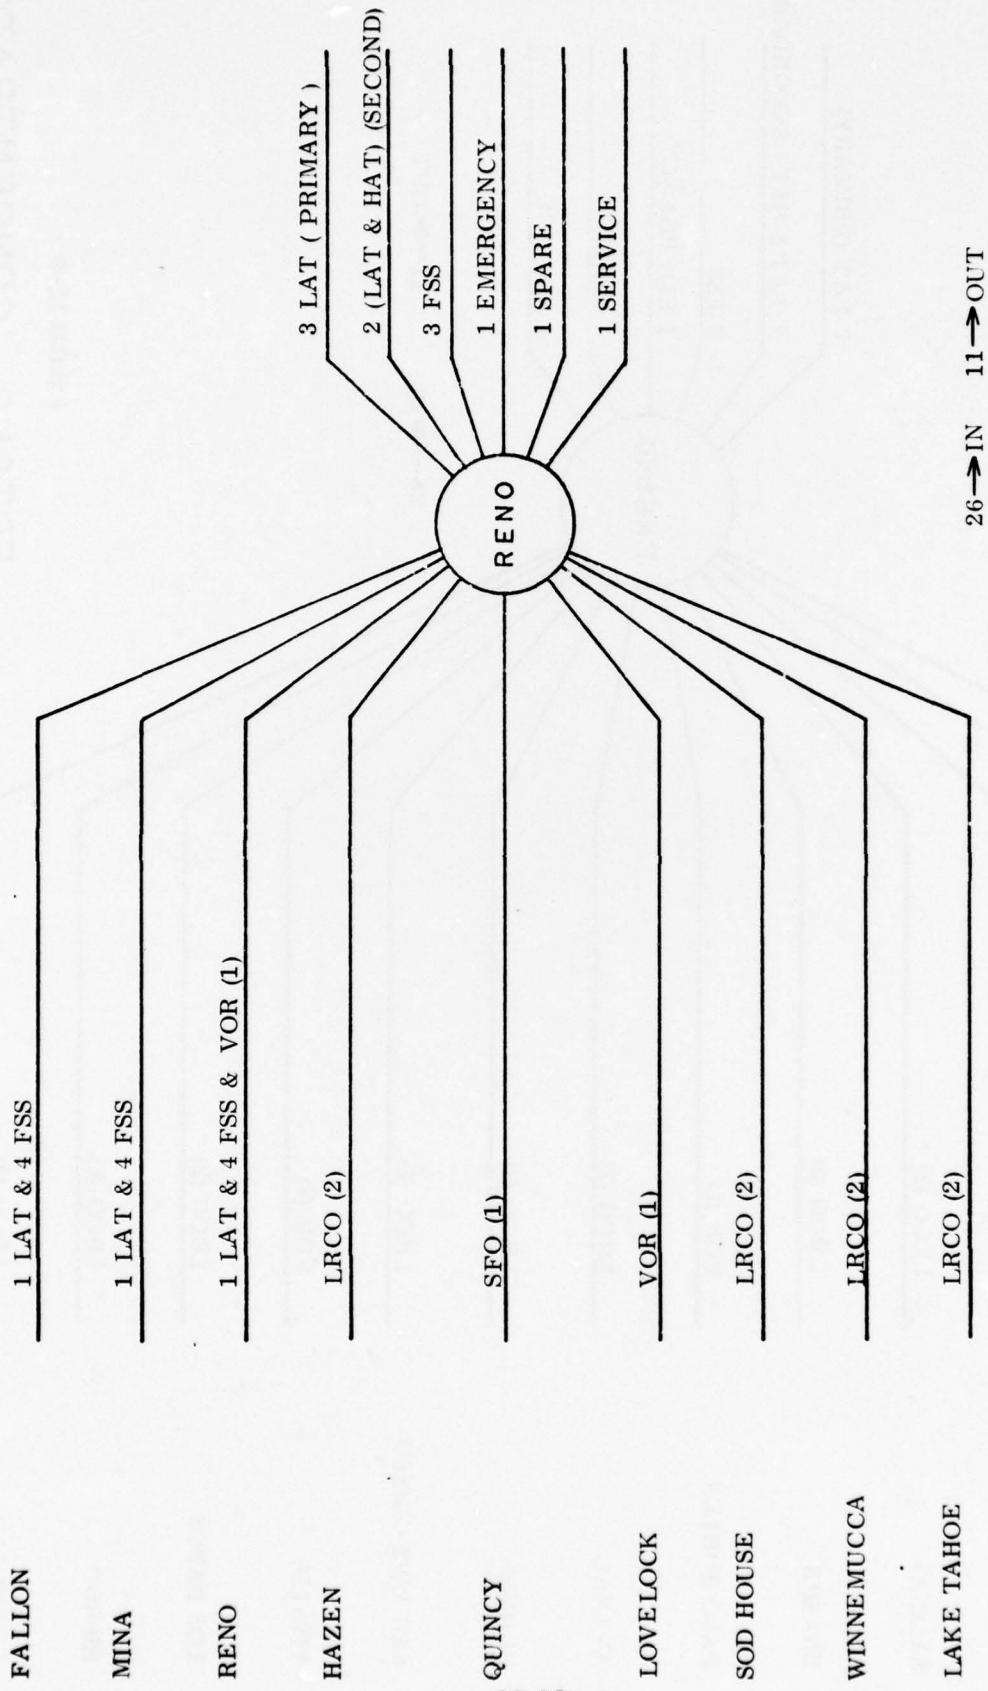 FALLON
1 LAT & 4 FSS
MINA
1 LAT & 4 FSS
RENO
1 LAT & 4 FSS & VOR (1)
HAZEN
LRCO (2)
QUINCY
SFO (1)
LOVELOCK
VOR (1)
SOD HOUSE
LRCO (2)
WINNEMUCCA
LRCO (2)
LAKE TAHOE
LRCO (2)
RENO
3 LAT ( PRIMARY )
2 (LAT & HAT) (SECOND)
3 FSS
1 EMERGENCY
1 SPARE
1 SERVICE
26→IN 11→OUT